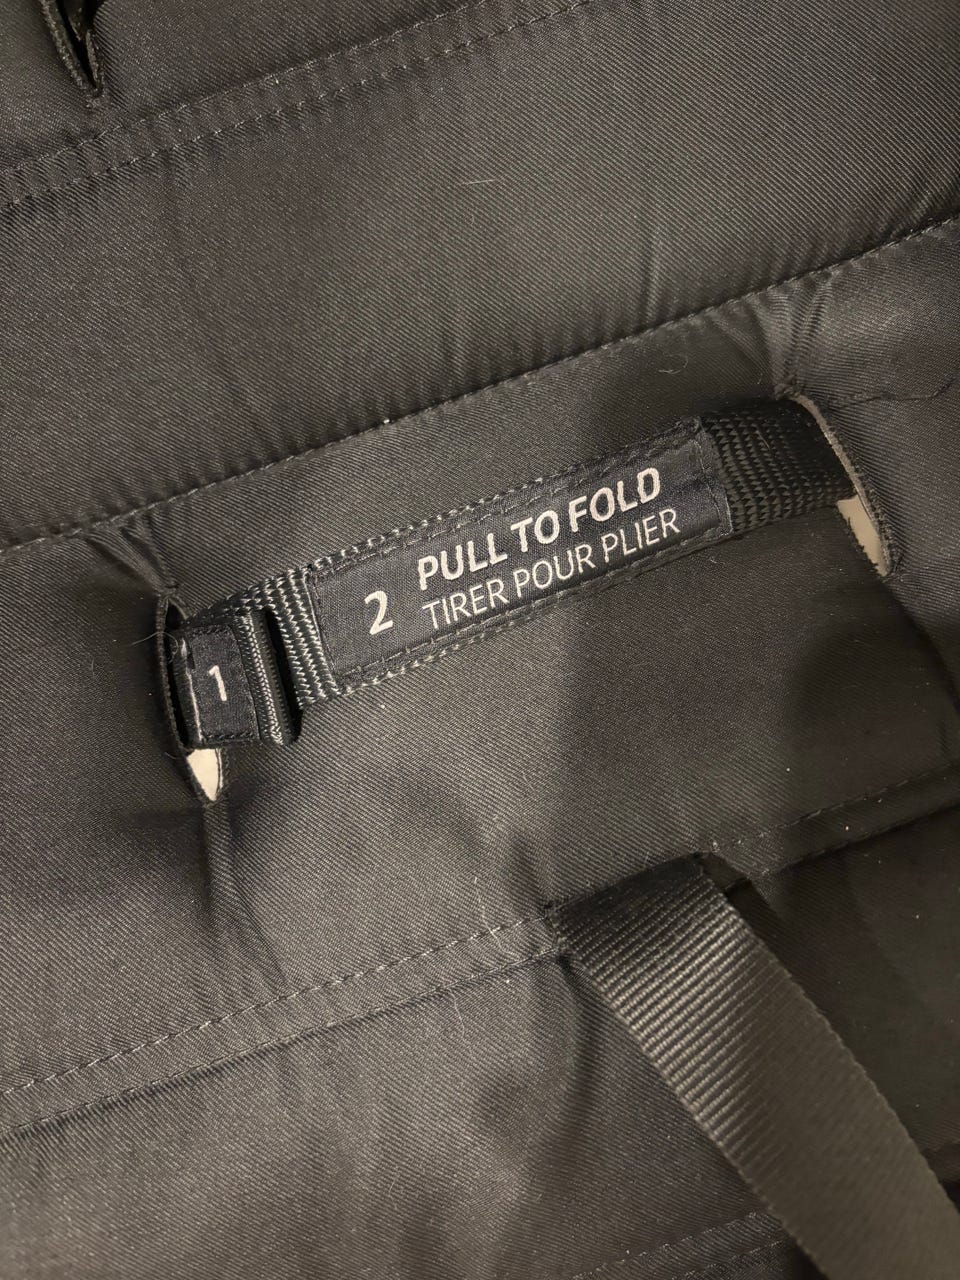 1
2
PULL TO FOLD
TIRER POUR PLIER